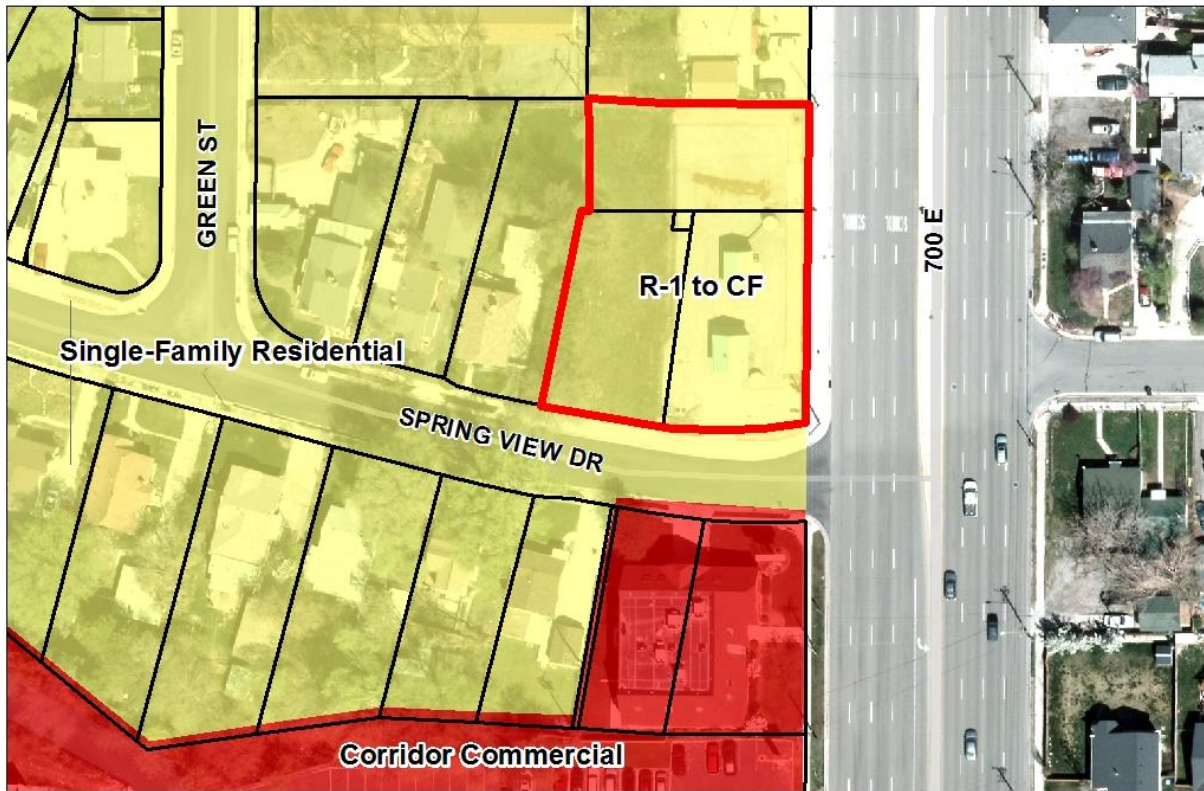 GREEN ST
R-1 to CF
700 E
Single-Family Residential
SPRING VIEW DR
Corridor Commercial